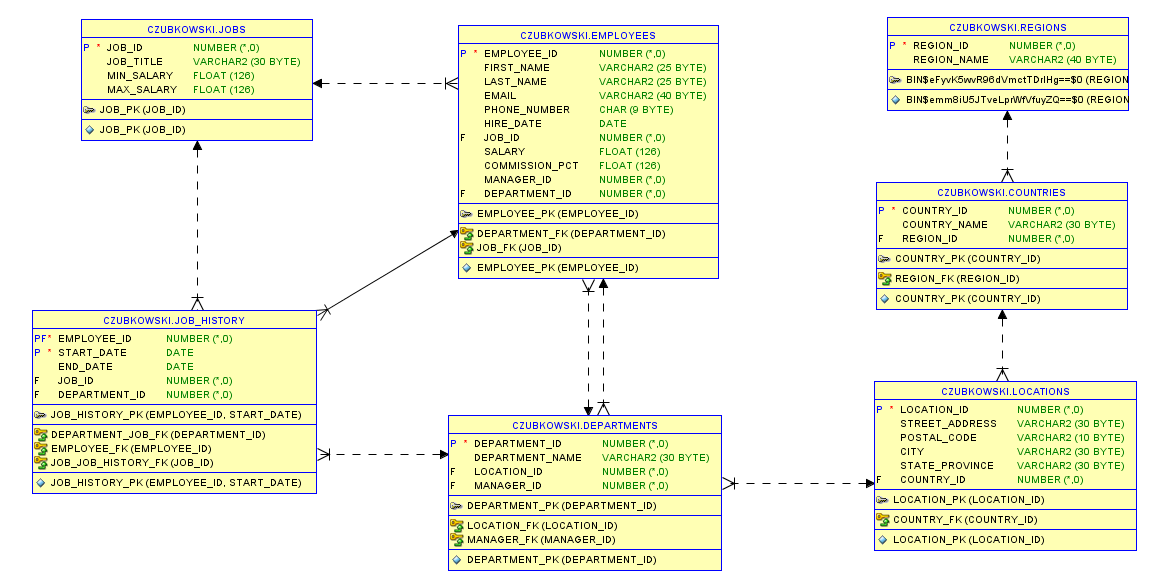 CZUBKOWSKI.JOBS
P * JOB_ID NUMBER (*,0)
JOB_TITLE VARCHAR2 (30 BYTE)
MIN_SALARY FLOAT (126)
MAX_SALARY FLOAT (126)
JOB_PK (JOB_ID)
JOB_PK (JOB_ID)
CZUBKOWSKI.EMPLOYEES
P * EMPLOYEE_ID NUMBER (*,0)
FIRST_NAME VARCHAR2 (25 BYTE)
LAST_NAME VARCHAR2 (25 BYTE)
EMAIL VARCHAR2 (40 BYTE)
PHONE_NUMBER CHAR (9 BYTE)
HIRE_DATE DATE
F JOB_ID NUMBER (*,0)
SALARY FLOAT (126)
COMMISSION_PCT FLOAT (126)
MANAGER_ID NUMBER (*,0)
F DEPARTMENT_ID NUMBER (*,0)
EMPLOYEE_PK (EMPLOYEE_ID)
DEPARTMENT_FK (DEPARTMENT_ID)
JOB_FK (JOB_ID)
EMPLOYEE_PK (EMPLOYEE_ID)
CZUBKOWSKI.REGIONS
P * REGION_ID NUMBER (*,0)
REGION_NAME VARCHAR2 (40 BYTE)
(REGION
(REGION
CZUBKOWSKI.COUNTRIES
P * COUNTRY_ID NUMBER (*,0)
COUNTRY_NAME VARCHAR2 (30 BYTE)
F REGION_ID NUMBER (*,0)
COUNTRY_PK (COUNTRY_ID)
REGION_FK (REGION_ID)
COUNTRY_PK (COUNTRY_ID)
CZUBKOWSKI.JOB_HISTORY
PF* EMPLOYEE_ID NUMBER (*,0)
P * START_DATE DATE
END_DATE DATE
F JOB_ID NUMBER (*,0)
F DEPARTMENT_ID NUMBER (*,0)
JOB_HISTORY_PK (EMPLOYEE_ID, START_DATE)
DEPARTMENT_JOB_FK (DEPARTMENT_ID)
EMPLOYEE_FK (EMPLOYEE_ID)
JOB_JOB_HISTORY_FK (JOB_ID)
JOB_HISTORY_PK (EMPLOYEE_ID, START_DATE)
CZUBKOWSKI.DEPARTMENTS
P * DEPARTMENT_ID NUMBER (*,0)
DEPARTMENT_NAME VARCHAR2 (30 BYTE)
F LOCATION_ID NUMBER (*,0)
F MANAGER_ID NUMBER (*,0)
DEPARTMENT_PK (DEPARTMENT_ID)
LOCATION_FK (LOCATION_ID)
MANAGER_FK (MANAGER_ID)
DEPARTMENT_PK (DEPARTMENT_ID)
CZUBKOWSKI.LOCATIONS
P * LOCATION_ID NUMBER (*,0)
STREET_ADDRESS VARCHAR2 (30 BYTE)
POSTAL_CODE VARCHAR2 (10 BYTE)
CITY VARCHAR2 (30 BYTE)
STATE_PROVINCE VARCHAR2 (30 BYTE)
F COUNTRY_ID NUMBER (*,0)
LOCATION_PK (LOCATION_ID)
COUNTRY_FK (COUNTRY_ID)
LOCATION_PK (LOCATION_ID)